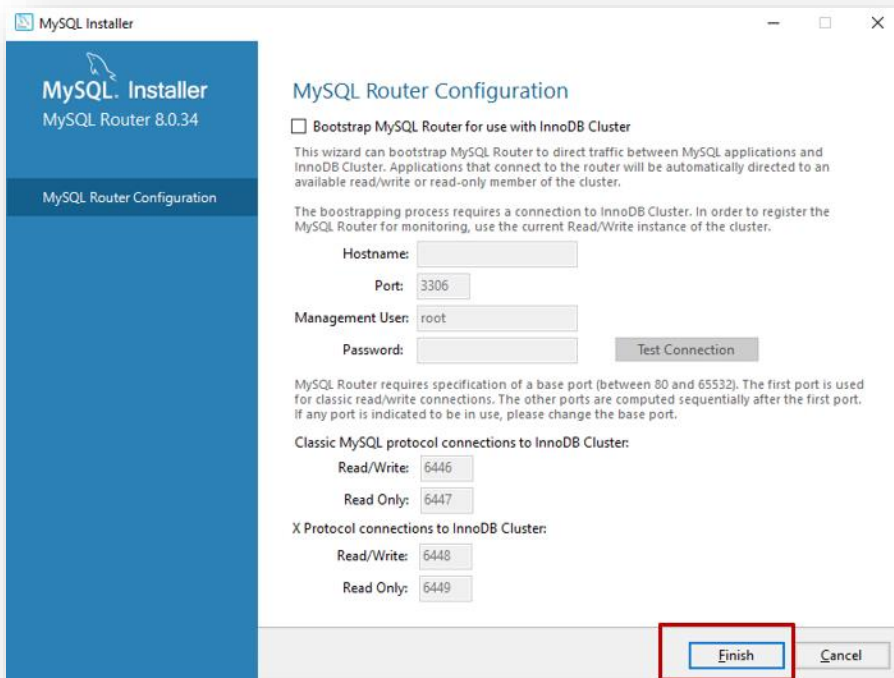 MySQL Installer
MySQL. Installer
MySQL Router 8.0.34
MySQL Router Configuration
MySQL Router Configuration
Bootstrap MySQL Router for use with InnoDB Cluster
This wizard can bootstrap MySQL Router to direct traffic between MySQL applications and
InnoDB Cluster. Applications that connect to the router will be automatically directed to an
available read/write or read-only member of the cluster.
The boostrapping process requires a connection to InnoDB Cluster. In order to register the
MySQL Router for monitoring, use the current Read/Write instance of the cluster.
Hostname:
Port: 3306
Management User: root
Password: Test Connection
MySQL Router requires specification of a base port (between 80 and 65532). The first port is used
for classic read/write connections. The other ports are computed sequentially after the first port.
If any port is indicated to be in use, please change the base port.
Classic MySQL protocol connections to InnoDB Cluster:
Read/Write: 6446
Read Only: 6447
X Protocol connections to InnoDB Cluster:
Read/Write: 6448
Read Only: 6449
Finish Cancel